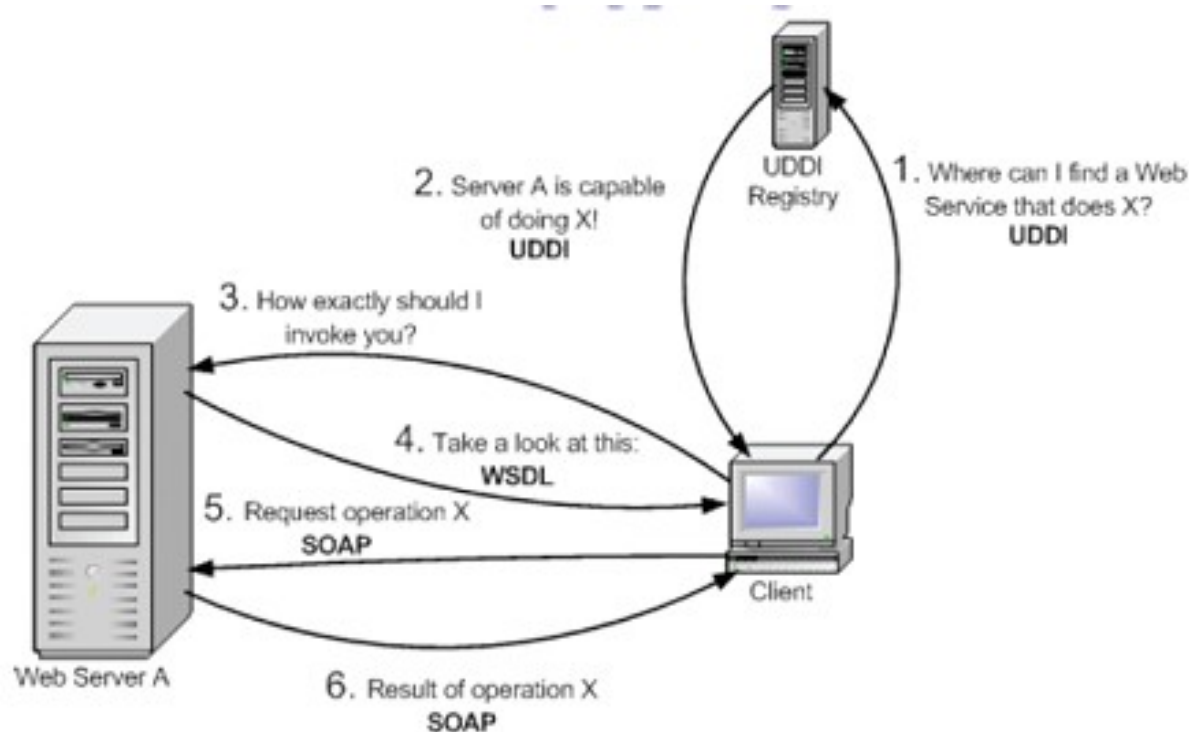 UDDI
Registry
1. Where can I find a Web
Service that does X?
UDDI
2. Server A is capable
of doing X!
UDDI
3. How exactly should I
invoke you?
4. Take a look at this:
WSDL
5. Request operation X
SOAP
Client
Web Server A
6. Result of operation X
SOAP